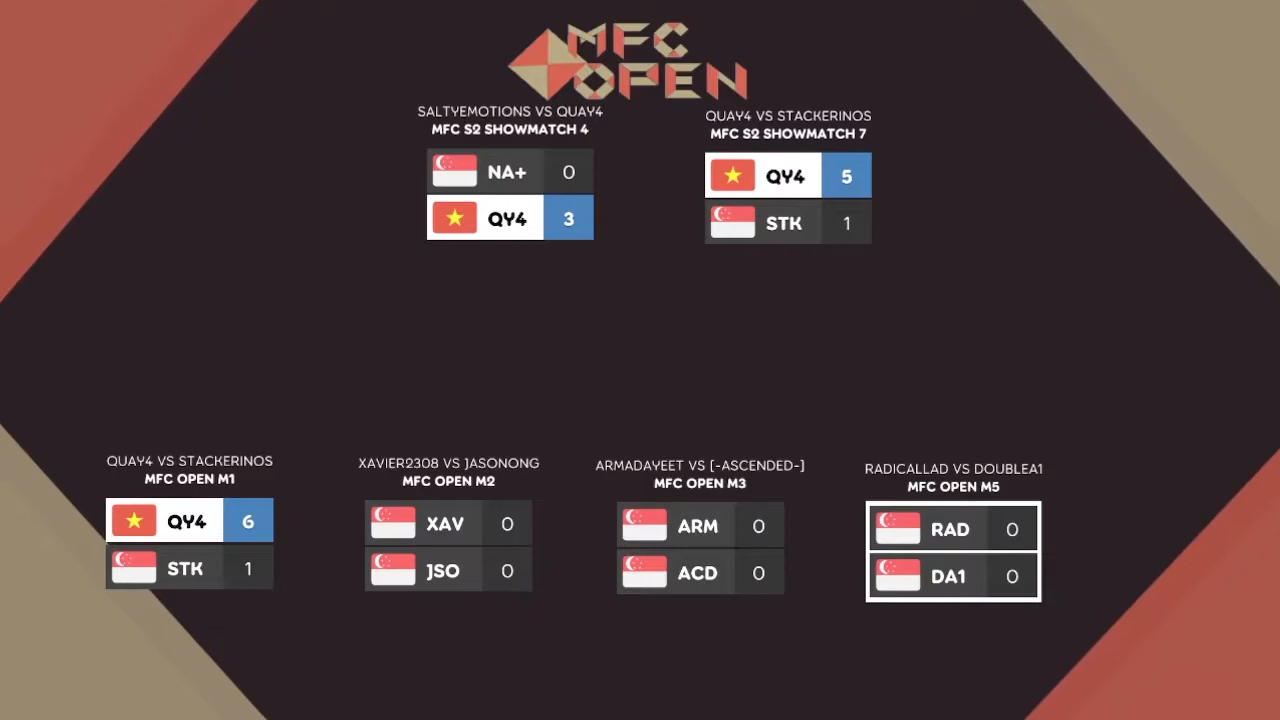 MFC
OPEN
SALTYEMOTIONS VS QUAY4
MFC S2 SHOWMATCH 4
NA+ 0
QY4 3
QUAY4 VS STACKERINOS
MFC S2 SHOWMATCH 7
QY4 5
STK 1
QUAY4 VS STACKERINOS
MFC OPEN M1
QY4 6
STK 1
XAVIER2308 VS JASONONG
MFC OPEN M2
XAV 0
JSO 0
ARMADAYEET VS [-ASCENDED-]
MFC OPEN M3
ARM 0
ACD 0
RADICALLAD VS DOUBLEA1
MFC OPEN M5
RAD 0
DA1 0